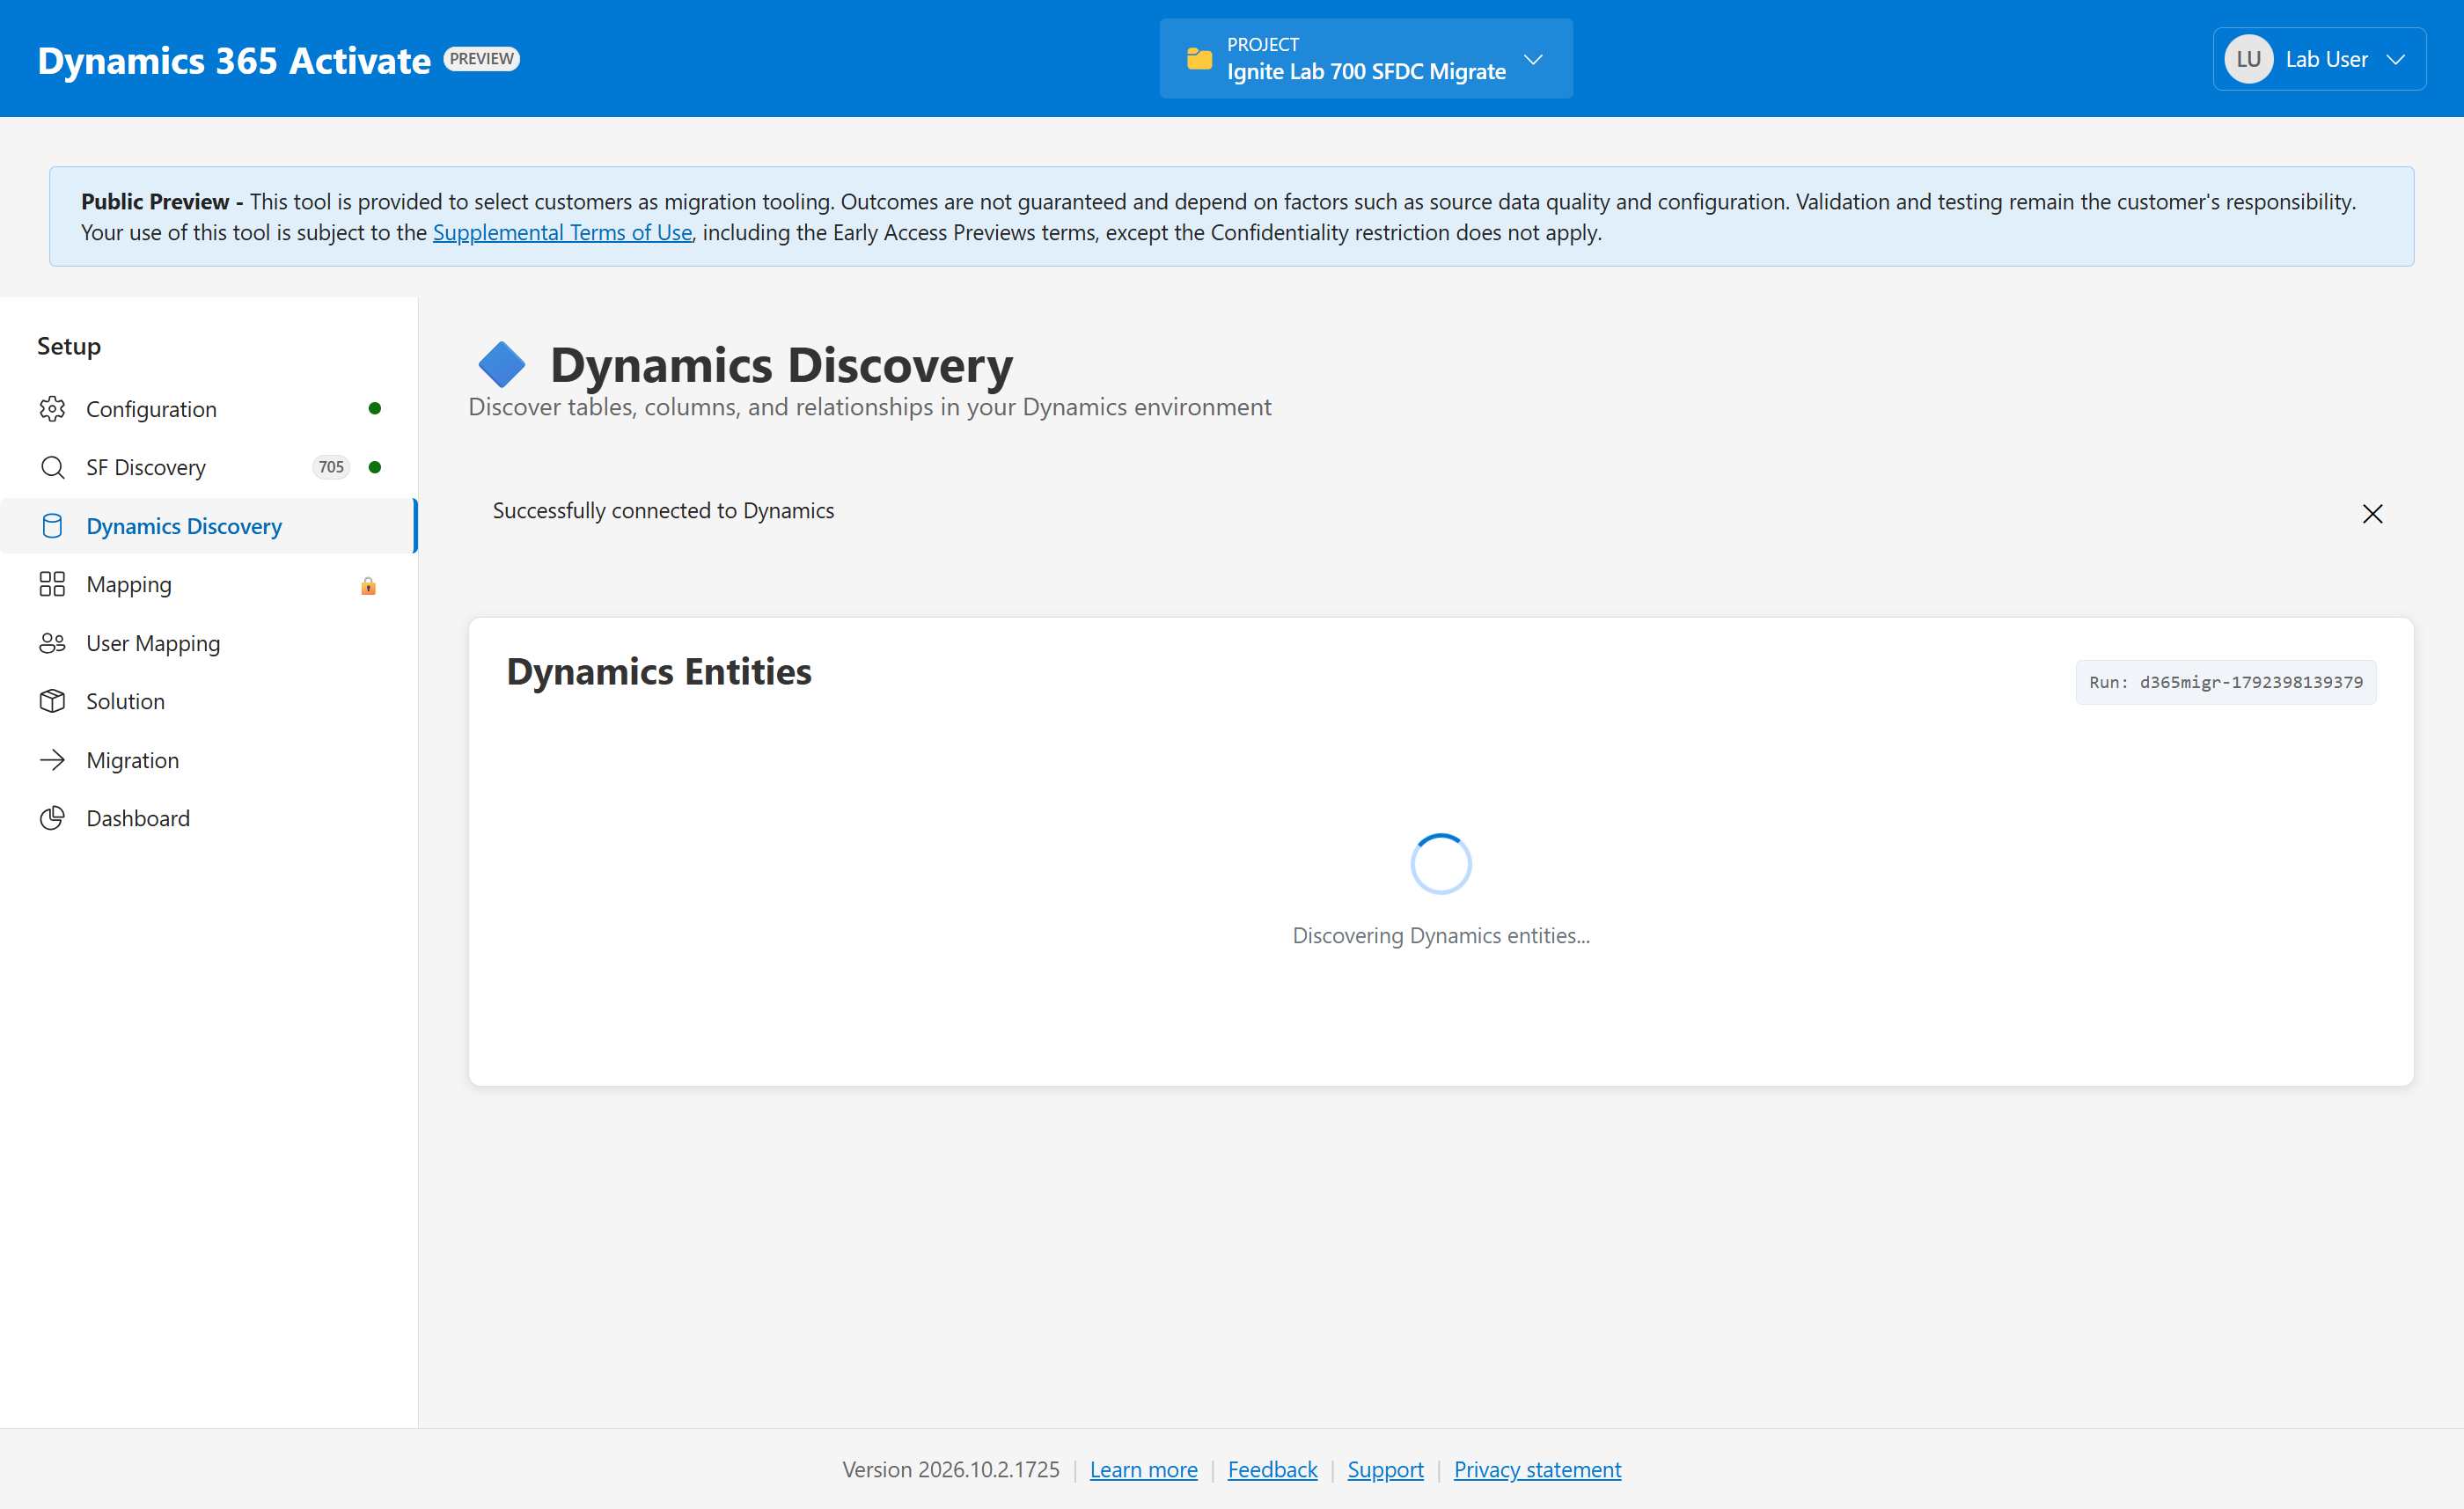 Dynamics 365 Activate PREVIEW
PROJECT
Ignite Lab 700 SFDC Migrate
LU Lab User
Public Preview - This tool is provided to select customers as migration tooling. Outcomes are not guaranteed and depend on factors such as source data quality and configuration. Validation and testing remain the customer's responsibility.
Your use of this tool is subject to the Supplemental Terms of Use, including the Early Access Previews terms, except the Confidentiality restriction does not apply.
Setup
Configuration
SF Discovery 705
Dynamics Discovery
Mapping
User Mapping
Solution
Migration
Dashboard
Dynamics Discovery
Discover tables, columns, and relationships in your Dynamics environment
Successfully connected to Dynamics
Dynamics Entities
Run: d365migr-1792398139379
Discovering Dynamics entities...
Version 2026.10.2.1725 | Learn more | Feedback | Support | Privacy statement